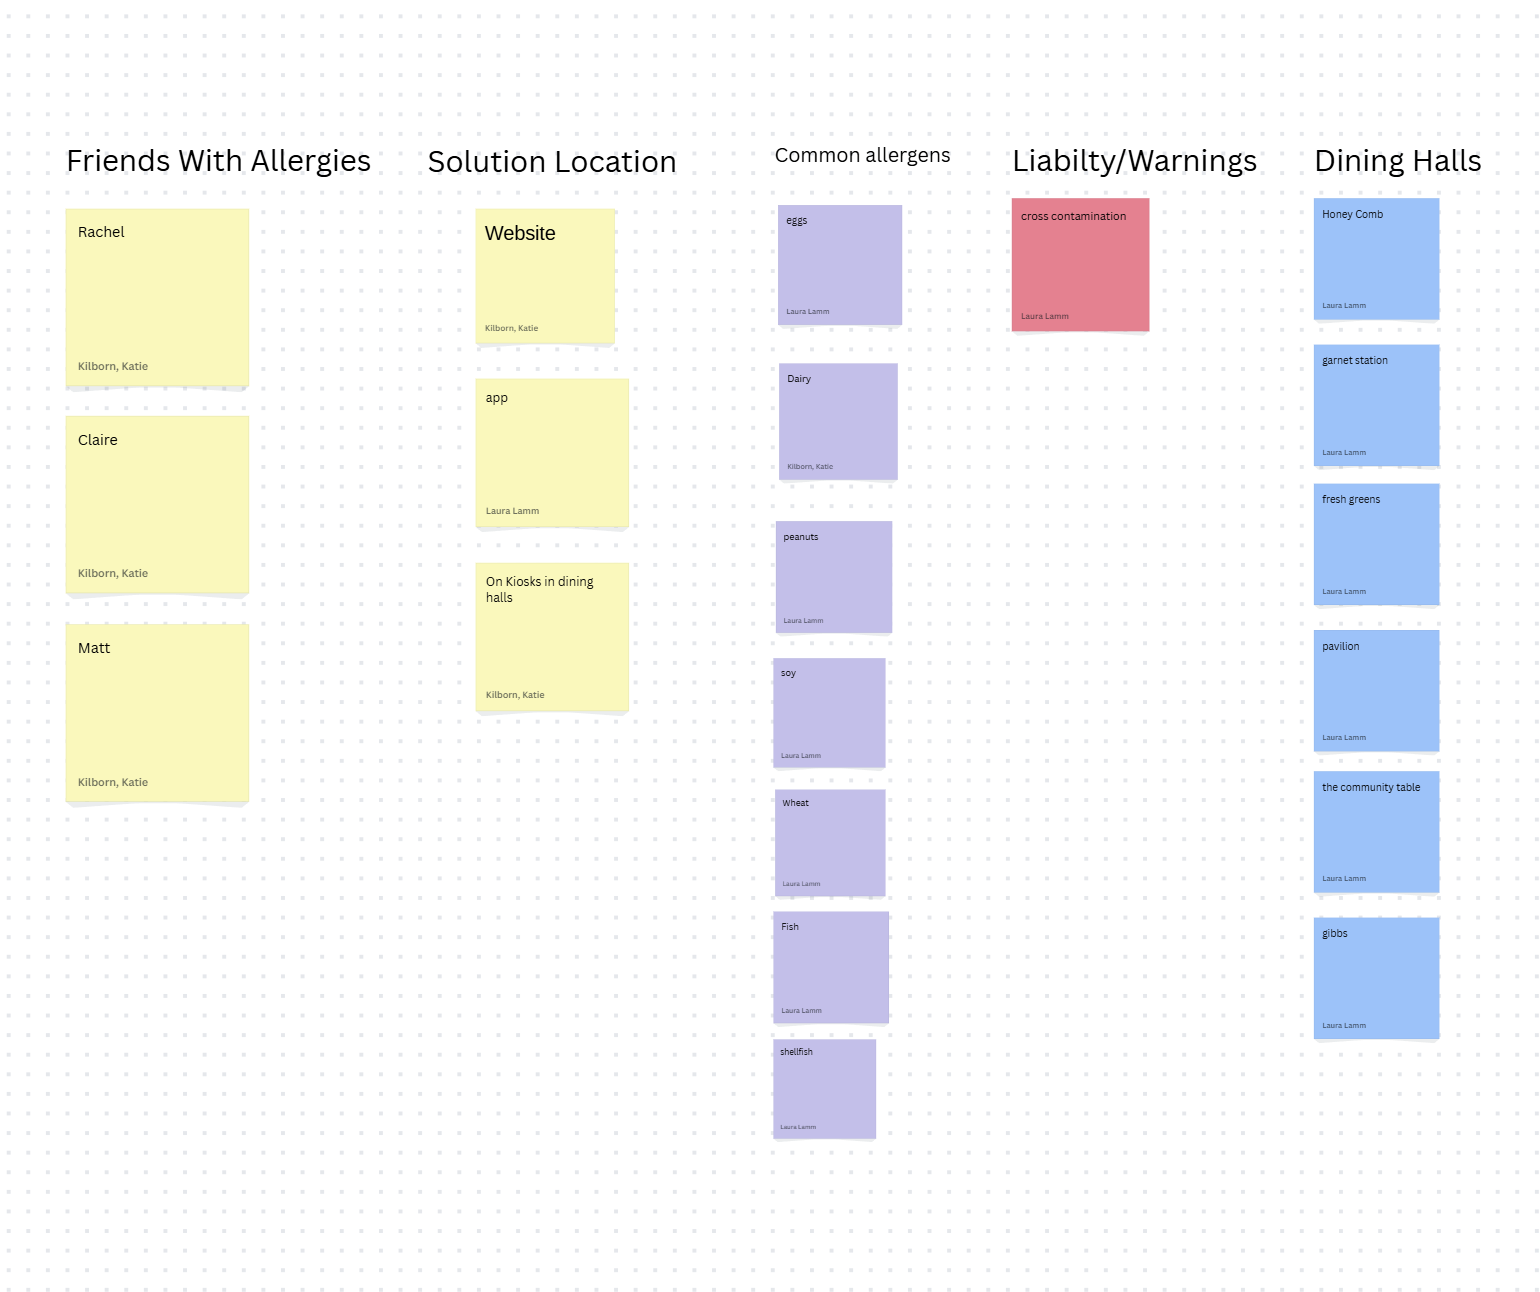 Friends With Allergies
Rachel
Kilborn, Katie
Claire
Kilborn, Katie
Matt
Kilborn, Katie
Solution Location
Website
Kilborn, Katie
app
Laura Lamm
On Kiosks in dining
halls
Kilborn, Katie
Common allergens
eggs
Laura Lamm
Dairy
Kilborn, Katie
peanuts
Laura Lamm
soy
Laura Lamm
Wheat
Laura Lamm
Fish
Laura Lamm
shellfish
Laura Lamm
Liabilty/Warnings
cross contamination
Laura Lamm
Dining Halls
Honey Comb
Laura Lamm
garnet station
Laura Lamm
fresh greens
Laura Lamm
pavilion
Laura Lamm
the community table
Laura Lamm
gibbs
Laura Lamm